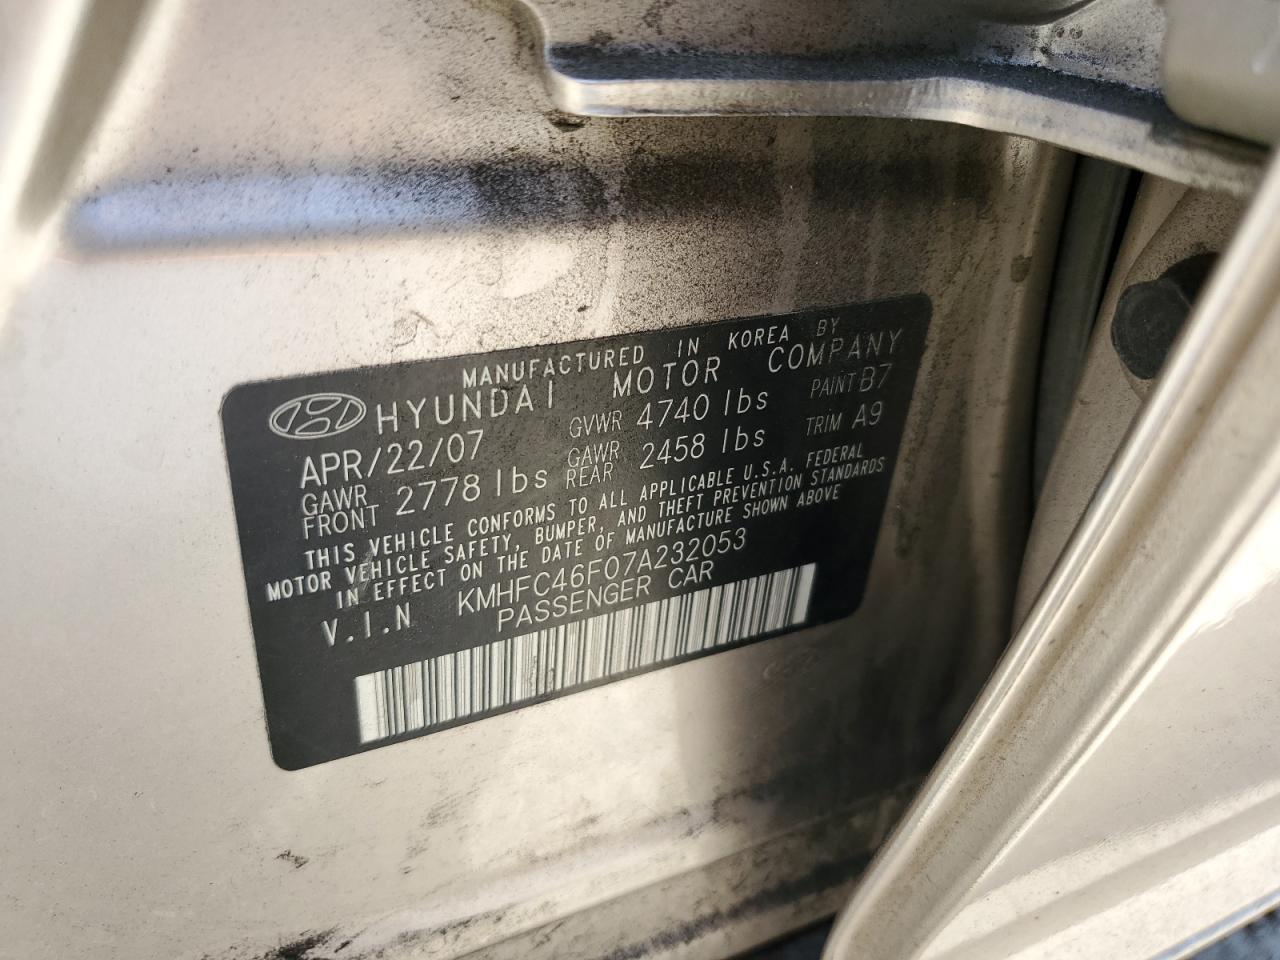 MANUFACTURED IN KOREA BY
HYUNDAI MOTOR COMPANY
APR/22/07 GVWR 4740 lbs PAINT B7
GAWR FRONT 2778 lbs GAWR REAR 2458 lbs TRIM A9
THIS VEHICLE CONFORMS TO ALL APPLICABLE U.S.A. FEDERAL
MOTOR VEHICLE SAFETY, BUMPER, AND THEFT PREVENTION STANDARDS
IN EFFECT ON THE DATE OF MANUFACTURE SHOWN ABOVE
V.I.N KMHFC46F07A232053
PASSENGER CAR